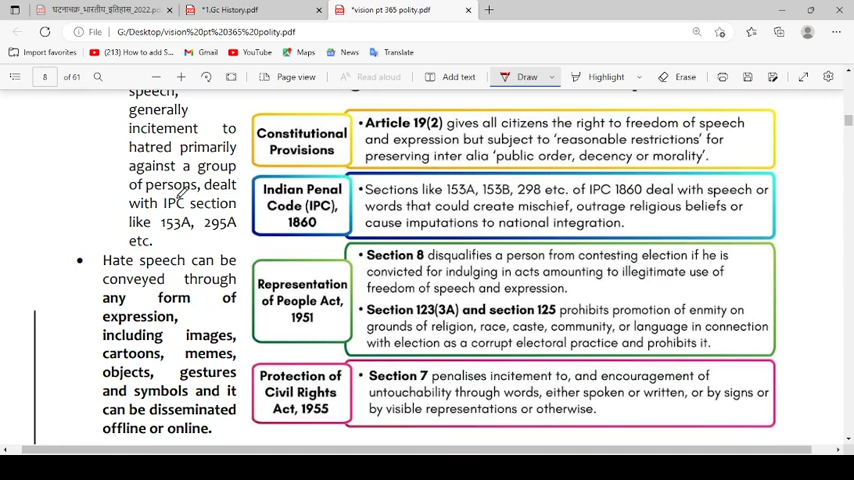 घटनाचक्र_भारतीय_इतिहास_2022.pd
*1.Gc History.pdf
*vision pt 365 polity.pdf
File
G:/Desktop/vision%20pt%20365%20polity.pdf
Import favorites
(213) How to add S...
Gmail
YouTube
Maps
News
Translate
8
of 61
Page view
Read aloud
Add text
Draw
Highlight
Erase
speech,
generally
incitement to
hatred primarily
against a group
of persons, dealt
with IPC section
like 153A, 295A
etc.
• Hate speech can be
conveyed through
any form of
expression,
including images,
cartoons, memes,
objects, gestures
and symbols and it
can be disseminated
offline or online.
Constitutional
Provisions
•Article 19(2) gives all citizens the right to freedom of speech
and expression but subject to ‘reasonable restrictions’ for
preserving inter alia ‘public order, decency or morality’.
Indian Penal
Code (IPC),
1860
•Sections like 153A, 153B, 298 etc. of IPC 1860 deal with speech or
words that could create mischief, outrage religious beliefs or
cause imputations to national integration.
Representation
of People Act,
1951
• Section 8 disqualifies a person from contesting election if he is
convicted for indulging in acts amounting to illegitimate use of
freedom of speech and expression.
• Section 123(3A) and section 125 prohibits promotion of enmity on
grounds of religion, race, caste, community, or language in connection
with election as a corrupt electoral practice and prohibits it.
Protection of
Civil Rights
Act, 1955
• Section 7 penalises incitement to, and encouragement of
untouchability through words, either spoken or written, or by signs or
by visible representations or otherwise.